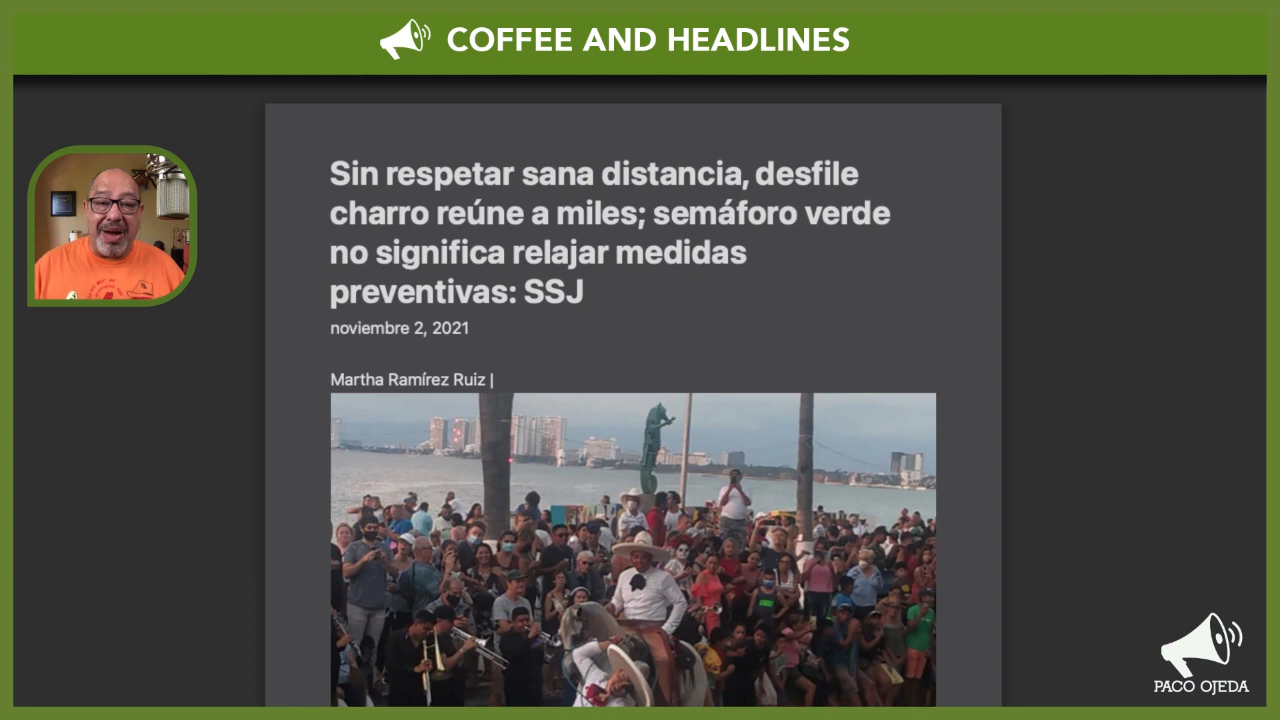 COFFEE AND HEADLINES
Sin respetar sana distancia, desfile
charro reúne a miles; semáforo verde
no significa relajar medidas
preventivas: SSJ
noviembre 2, 2021
Martha Ramírez Ruiz |
PACO OJEDA